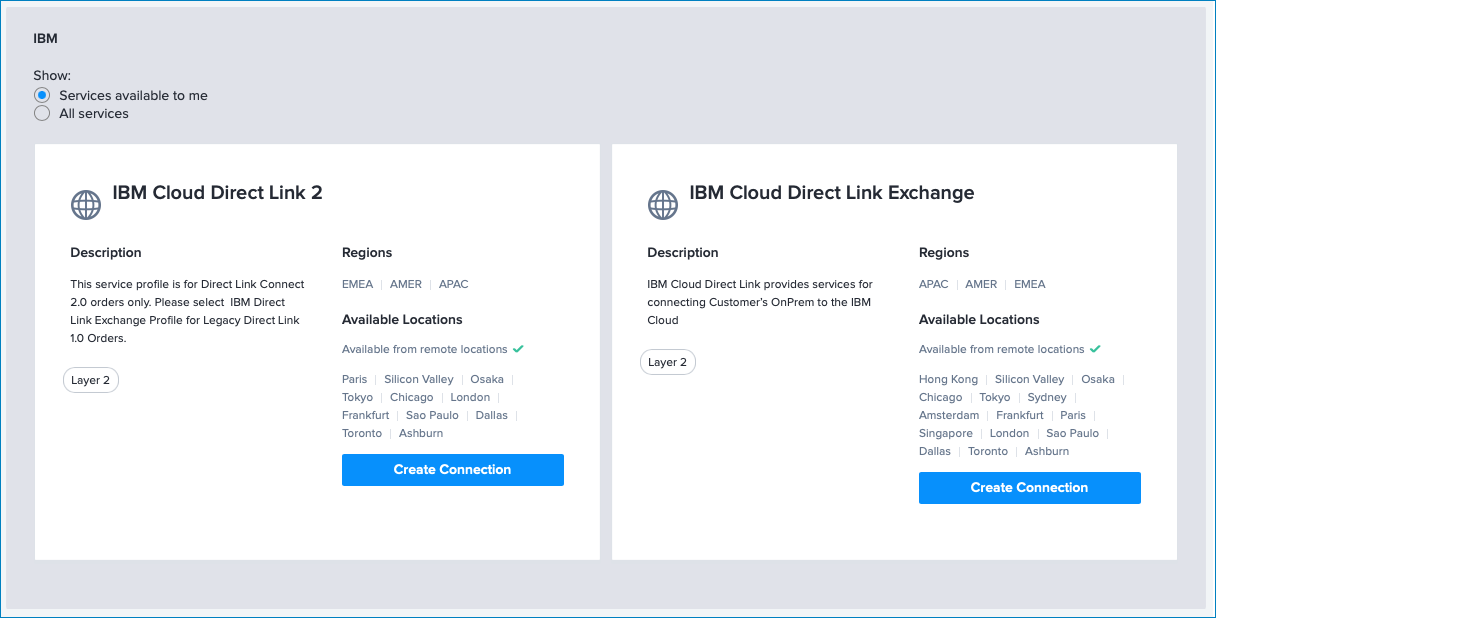 IBM
Show:
Services available to me
All services
IBM Cloud Direct Link 2
Description
This service profile is for Direct Link Connect
2.0 orders only. Please select IBM Direct
Link Exchange Profile for Legacy Direct Link
1.0 Orders.
Layer 2
Regions
EMEA | AMER | APAC
Available Locations
Available from remote locations ✓
Paris | Silicon Valley | Osaka |
Tokyo | Chicago | London |
Frankfurt | Sao Paulo | Dallas |
Toronto | Ashburn
Create Connection
IBM Cloud Direct Link Exchange
Description
IBM Cloud Direct Link provides services for
connecting Customer's OnPrem to the IBM
Cloud
Layer 2
Regions
APAC | AMER | EMEA
Available Locations
Available from remote locations ✓
Hong Kong | Silicon Valley | Osaka |
Chicago | Tokyo | Sydney |
Amsterdam | Frankfurt | Paris |
Singapore | London | Sao Paulo |
Dallas | Toronto | Ashburn
Create Connection